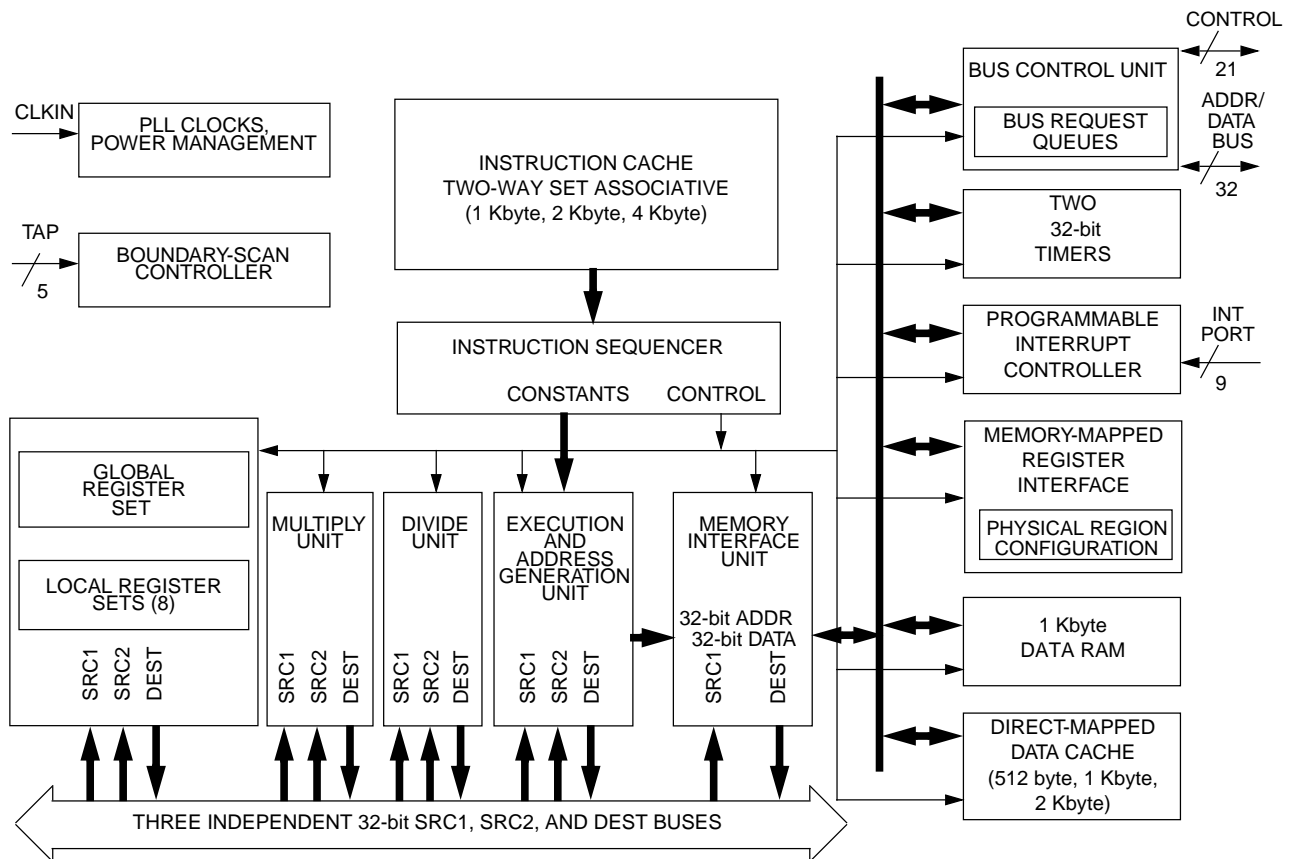 CLKIN
PLL CLOCKS,
POWER MANAGEMENT
TAP
5
BOUNDARY-SCAN
CONTROLLER
INSTRUCTION CACHE
TWO-WAY SET ASSOCIATIVE
(1 Kbyte, 2 Kbyte, 4 Kbyte)
INSTRUCTION SEQUENCER
CONSTANTS
CONTROL
GLOBAL
REGISTER
SET
LOCAL REGISTER
SETS (8)
SRC1
SRC2
DEST
MULTIPLY
UNIT
SRC1
SRC2
DEST
DIVIDE
UNIT
SRC1
SRC2
DEST
EXECUTION
AND
ADDRESS
GENERATION
UNIT
SRC1
SRC2
DEST
MEMORY
INTERFACE
UNIT
32-bit ADDR
32-bit DATA
SRC1
DEST
THREE INDEPENDENT 32-bit SRC1, SRC2, AND DEST BUSES
BUS CONTROL UNIT
BUS REQUEST
QUEUES
CONTROL
21
ADDR/
DATA
BUS
32
TWO
32-bit
TIMERS
PROGRAMMABLE
INTERRUPT
CONTROLLER
INT
PORT
9
MEMORY-MAPPED
REGISTER
INTERFACE
PHYSICAL REGION
CONFIGURATION
1 Kbyte
DATA RAM
DIRECT-MAPPED
DATA CACHE
(512 byte, 1 Kbyte,
2 Kbyte)